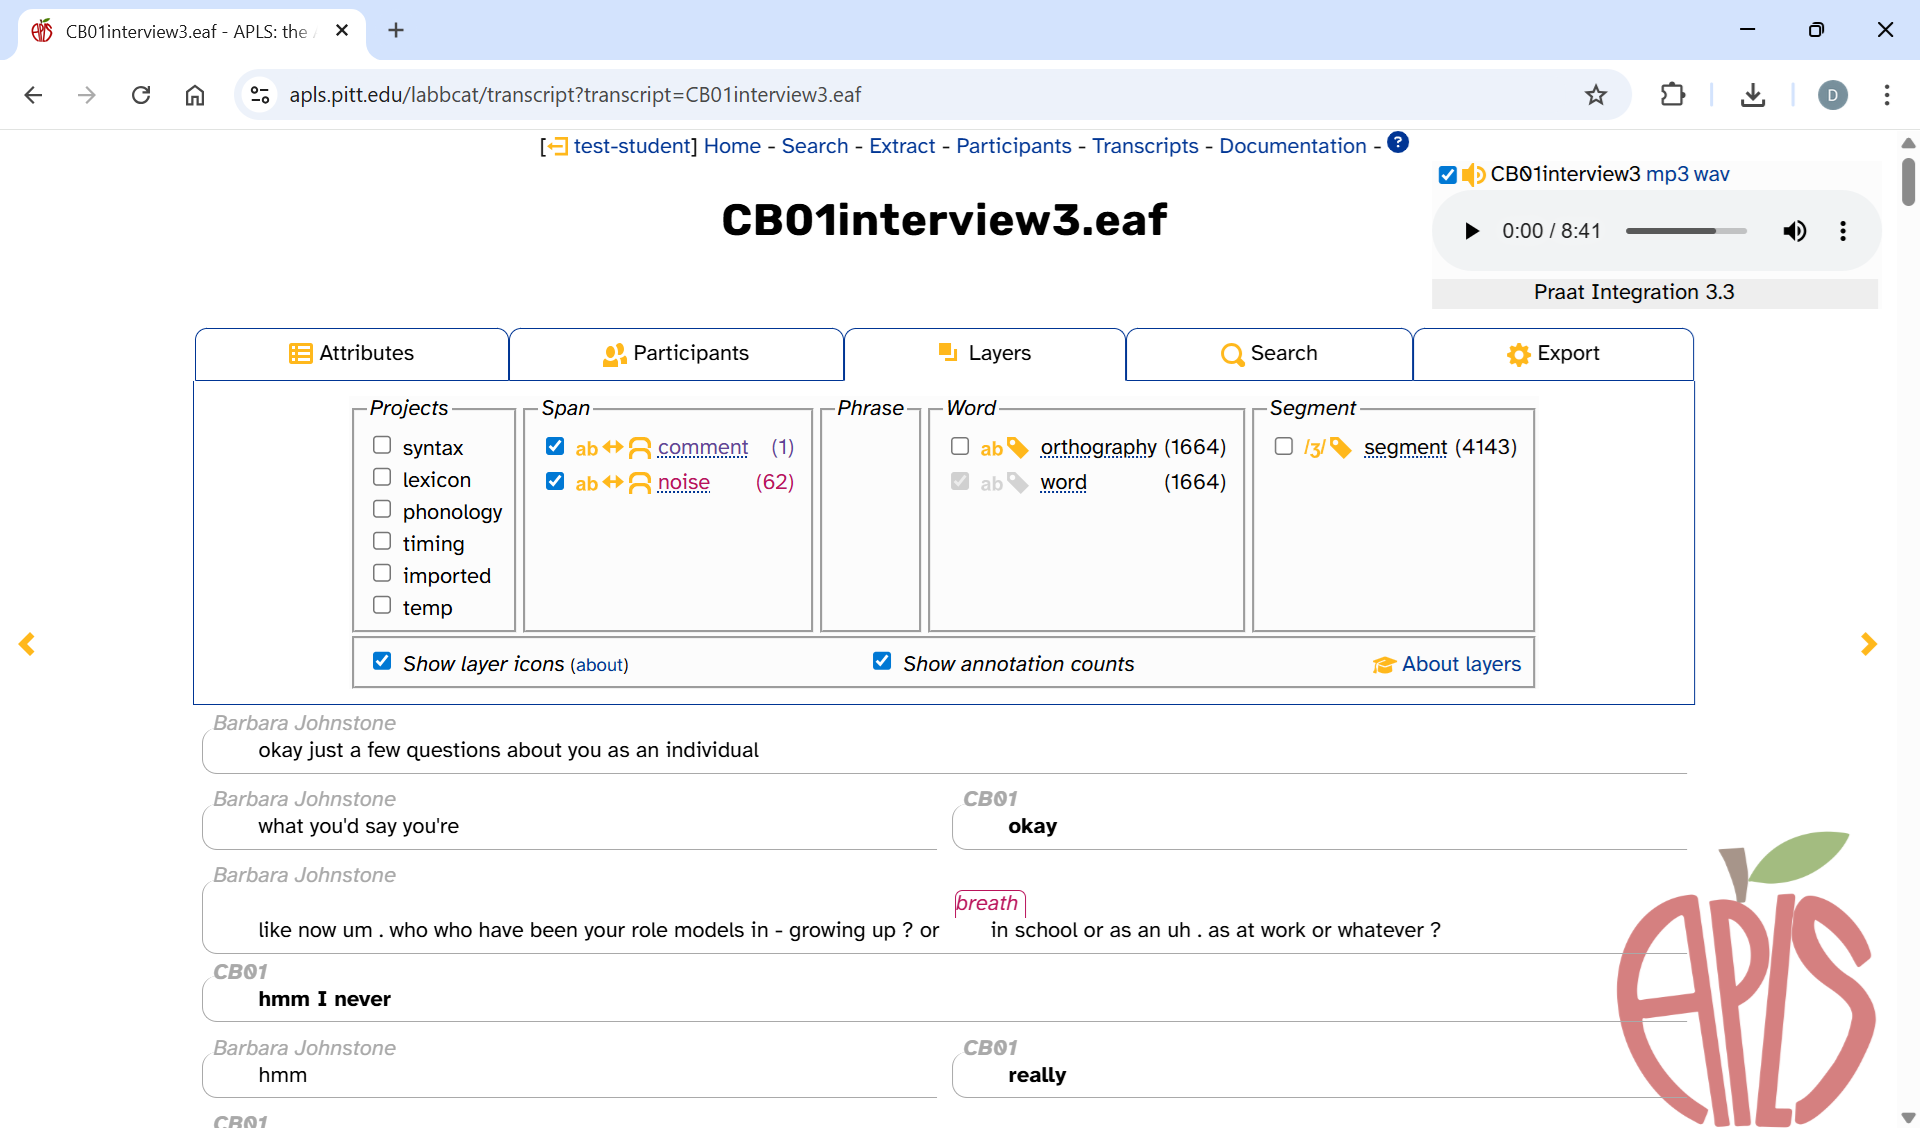 CB01interview3.eaf - APLS: the
apls.pitt.edu/labbcat/transcript?transcript=CB01interview3.eaf
D
[ test-student] Home - Search - Extract - Participants - Transcripts - Documentation - ?
CB01interview3 mp3 wav
CB01interview3.eaf
0:00 / 8:41
Praat Integration 3.3
Attributes Participants Layers Search Export
Projects Span Phrase Word Segment
syntax ab comment (1) ab orthography (1664) /ʒ/ segment (4143)
lexicon ab noise (62) ab word (1664)
phonology
timing
imported
temp
Show layer icons (about) Show annotation counts About layers
Barbara Johnstone
okay just a few questions about you as an individual
Barbara Johnstone CB01
what you'd say you're okay
Barbara Johnstone
breath
like now um . who who have been your role models in - growing up ? or in school or as an uh . as at work or whatever ?
CB01
hmm I never
Barbara Johnstone CB01
hmm really
CB01
APLS